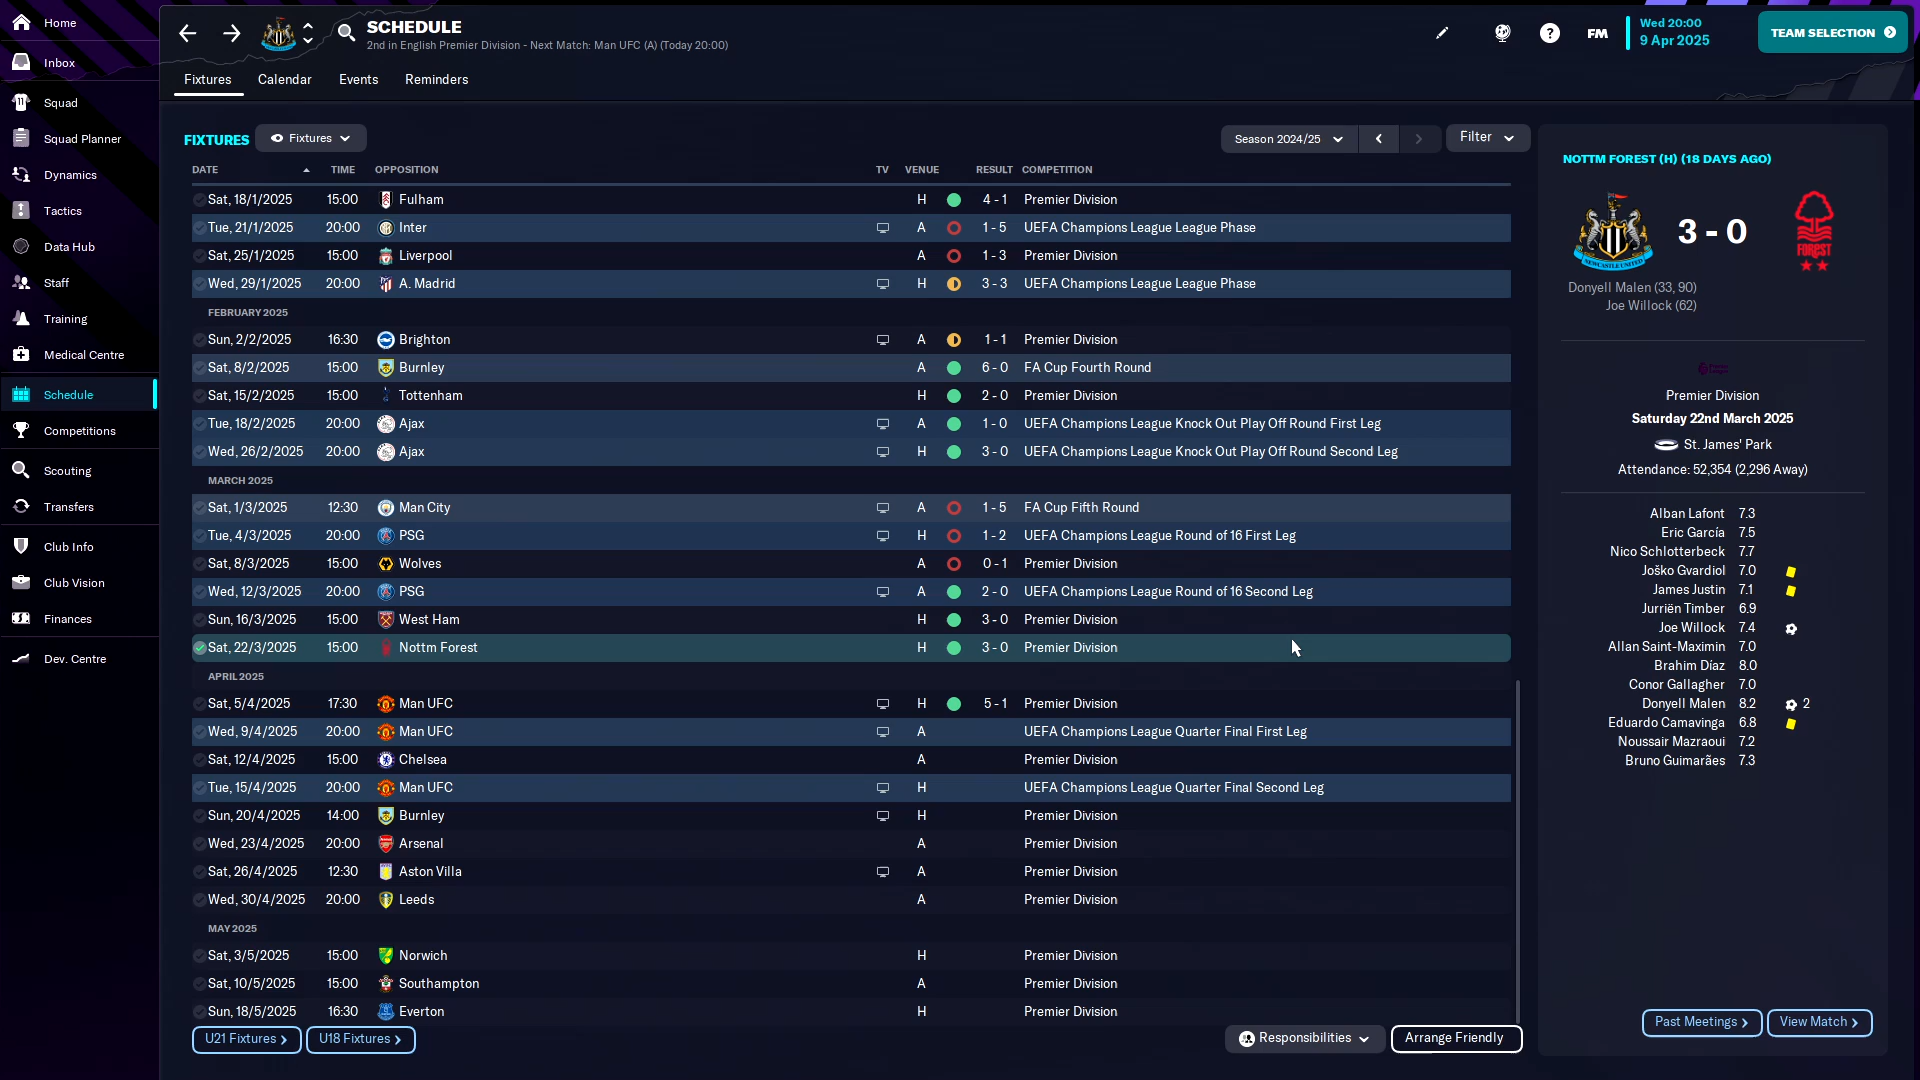 Home
Inbox
Squad
Squad Planner
Dynamics
Tactics
Data Hub
Staff
Training
Medical Centre
Schedule
Competitions
Scouting
Transfers
Club Info
Club Vision
Finances
Dev. Centre
SCHEDULE
2nd in English Premier Division - Next Match: Man UFC (A) (Today 20:00)
FM
Wed 20:00
9 Apr 2025
TEAM SELECTION
Fixtures Calendar Events Reminders
FIXTURES Fixtures Season 2024/25 Filter
DATE TIME OPPOSITION TV VENUE RESULT COMPETITION
Sat, 18/1/2025 15:00 Fulham H 4 - 1 Premier Division
Tue, 21/1/2025 20:00 Inter A 1 - 5 UEFA Champions League League Phase
Sat, 25/1/2025 15:00 Liverpool A 1 - 3 Premier Division
Wed, 29/1/2025 20:00 A. Madrid H 3 - 3 UEFA Champions League League Phase
FEBRUARY 2025
Sun, 2/2/2025 16:30 Brighton A 1 - 1 Premier Division
Sat, 8/2/2025 15:00 Burnley A 6 - 0 FA Cup Fourth Round
Sat, 15/2/2025 15:00 Tottenham H 2 - 0 Premier Division
Tue, 18/2/2025 20:00 Ajax A 1 - 0 UEFA Champions League Knock Out Play Off Round First Leg
Wed, 26/2/2025 20:00 Ajax H 3 - 0 UEFA Champions League Knock Out Play Off Round Second Leg
MARCH 2025
Sat, 1/3/2025 12:30 Man City A 1 - 5 FA Cup Fifth Round
Tue, 4/3/2025 20:00 PSG H 1 - 2 UEFA Champions League Round of 16 First Leg
Sat, 8/3/2025 15:00 Wolves A 0 - 1 Premier Division
Wed, 12/3/2025 20:00 PSG A 2 - 0 UEFA Champions League Round of 16 Second Leg
Sun, 16/3/2025 15:00 West Ham H 3 - 0 Premier Division
Sat, 22/3/2025 15:00 Nottm Forest H 3 - 0 Premier Division
APRIL 2025
Sat, 5/4/2025 17:30 Man UFC H 5 - 1 Premier Division
Wed, 9/4/2025 20:00 Man UFC A UEFA Champions League Quarter Final First Leg
Sat, 12/4/2025 15:00 Chelsea A Premier Division
Tue, 15/4/2025 20:00 Man UFC H UEFA Champions League Quarter Final Second Leg
Sun, 20/4/2025 14:00 Burnley H Premier Division
Wed, 23/4/2025 20:00 Arsenal A Premier Division
Sat, 26/4/2025 12:30 Aston Villa A Premier Division
Wed, 30/4/2025 20:00 Leeds A Premier Division
MAY 2025
Sat, 3/5/2025 15:00 Norwich H Premier Division
Sat, 10/5/2025 15:00 Southampton A Premier Division
Sun, 18/5/2025 16:30 Everton H Premier Division
U21 Fixtures U18 Fixtures Responsibilities Arrange Friendly
NOTTM FOREST (H) (18 DAYS AGO)
NEWCASTLE UNITED 3 - 0 FOREST
Donyell Malen (33, 90)
Joe Willock (62)
Premier Division
Saturday 22nd March 2025
St. James' Park
Attendance: 52,354 (2,296 Away)
Alban Lafont 7.3
Eric García 7.5
Nico Schlotterbeck 7.7
Joško Gvardiol 7.0
James Justin 7.1
Jurriën Timber 6.9
Joe Willock 7.4
Allan Saint-Maximin 7.0
Brahim Díaz 8.0
Conor Gallagher 7.0
Donyell Malen 8.2 2
Eduardo Camavinga 6.8
Noussair Mazraoui 7.2
Bruno Guimarães 7.3
Past Meetings View Match